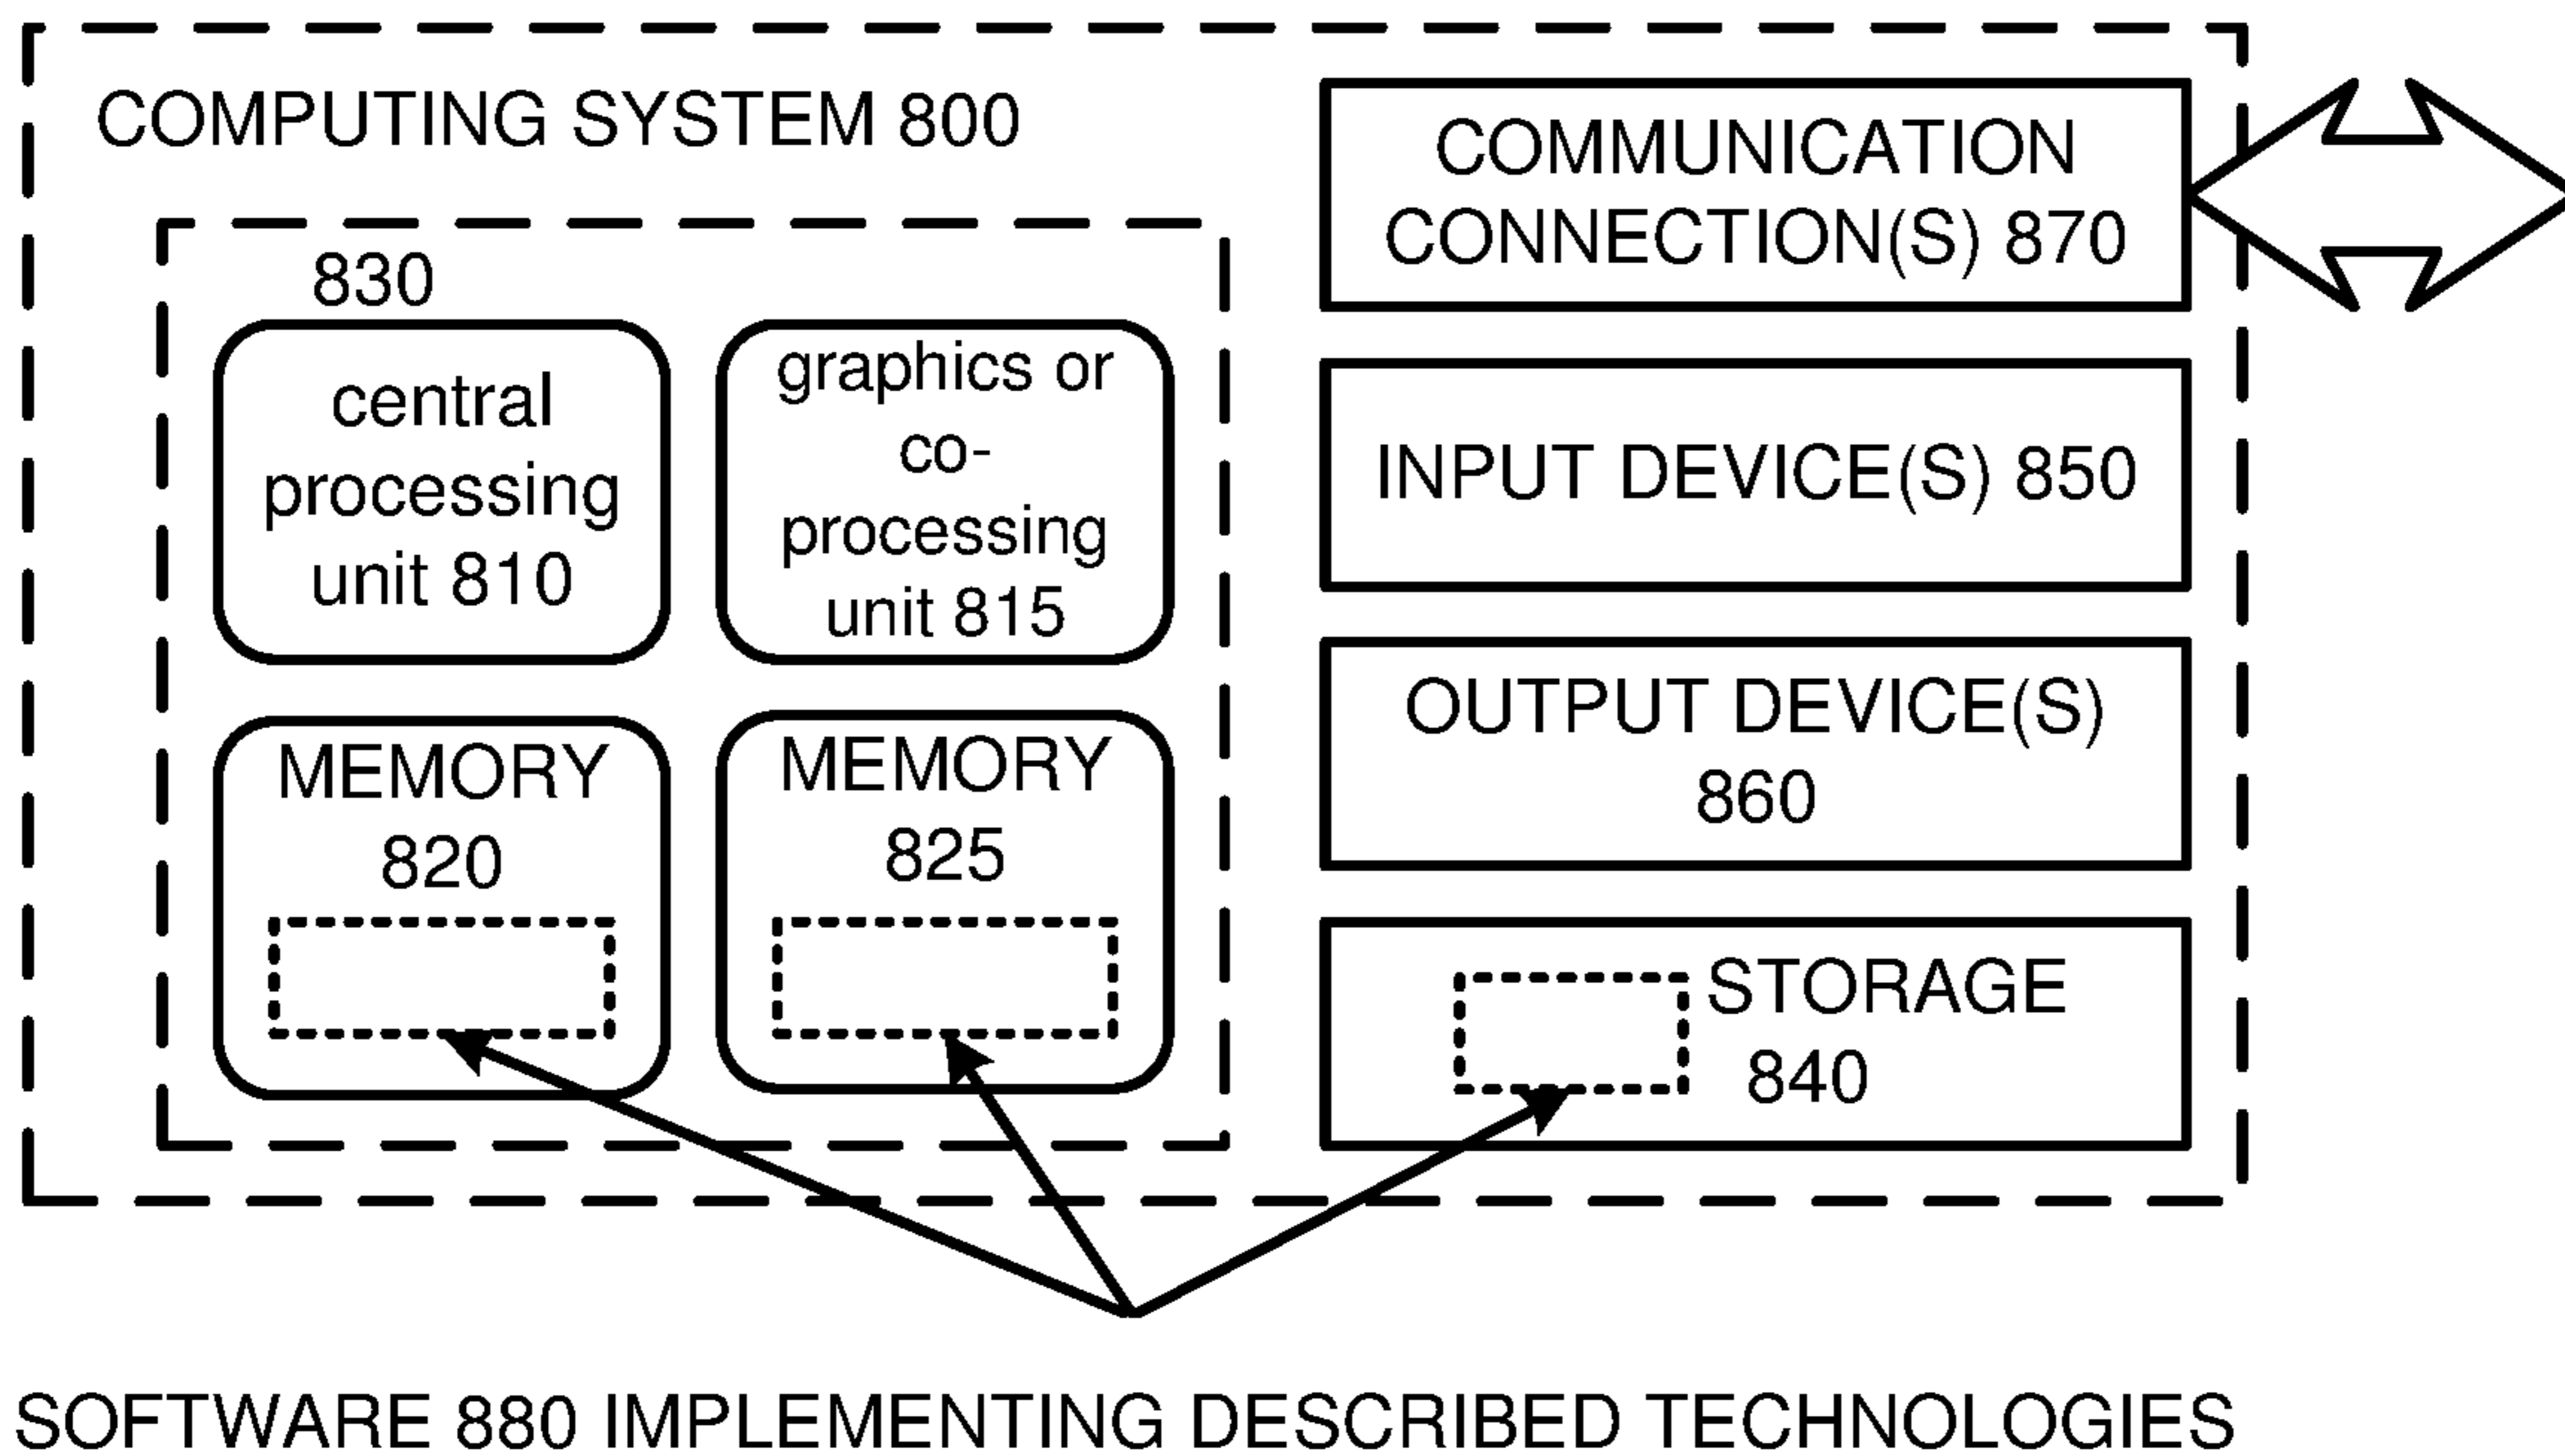 COMPUTING SYSTEM 800
830
central
processing
unit 810
graphics or
co-
processing
unit 815
MEMORY
820
MEMORY
825
COMMUNICATION
CONNECTION(S) 870
INPUT DEVICE(S) 850
OUTPUT DEVICE(S)
860
STORAGE
840
SOFTWARE 880 IMPLEMENTING DESCRIBED TECHNOLOGIES